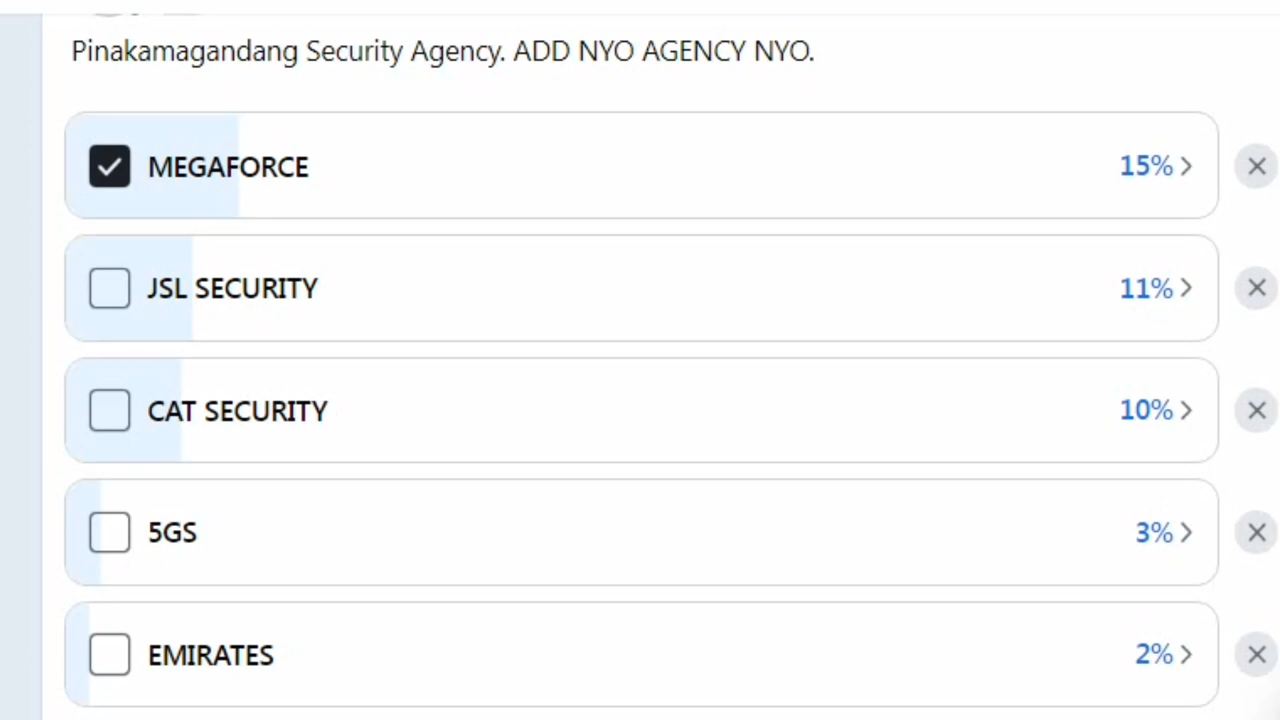 Pinakamagandang Security Agency. ADD NYO AGENCY NYO.
MEGAFORCE 15%
JSL SECURITY 11%
CAT SECURITY 10%
5GS 3%
EMIRATES 2%